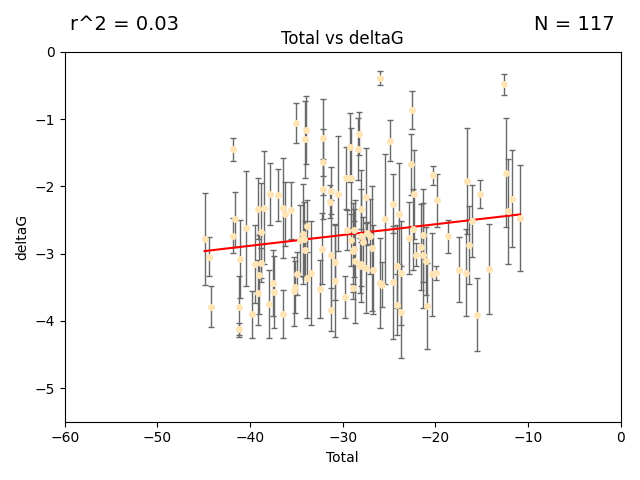 r^2 = 0.03
N = 117
Total vs deltaG
0
−1
−2
−3
−4
−5
deltaG
−60
−50
−40
−30
−20
−10
0
Total